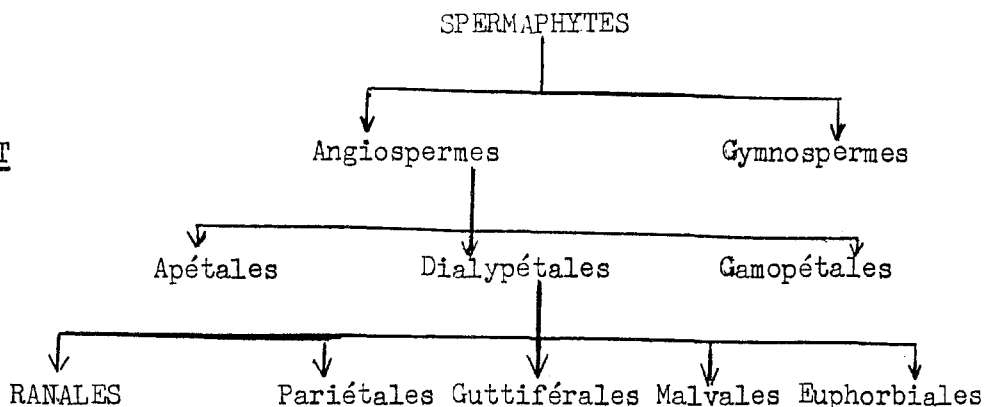 SPERMAPHYTES
T
Angiospermes Gymnospermes
Apétales Dialypétales Gamopétales
RANALES Pariétales Guttiférales Malvales Euphorbiales